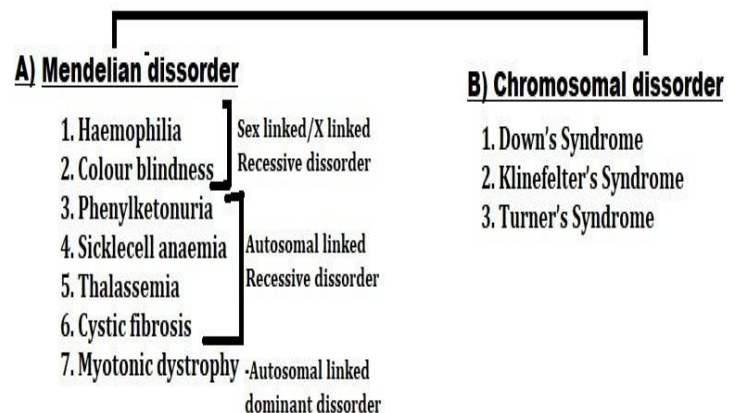 A) Mendelian dissorder
1. Haemophilia
2. Colour blindness
Sex linked/X linked
Recessive dissorder
3. Phenylketonuria
4. Sicklecell anaemia
5. Thalassemia
6. Cystic fibrosis
Autosomal linked
Recessive dissorder
7. Myotonic dystrophy -Autosomal linked
dominant dissorder
B) Chromosomal dissorder
1. Down's Syndrome
2. Klinefelter's Syndrome
3. Turner's Syndrome